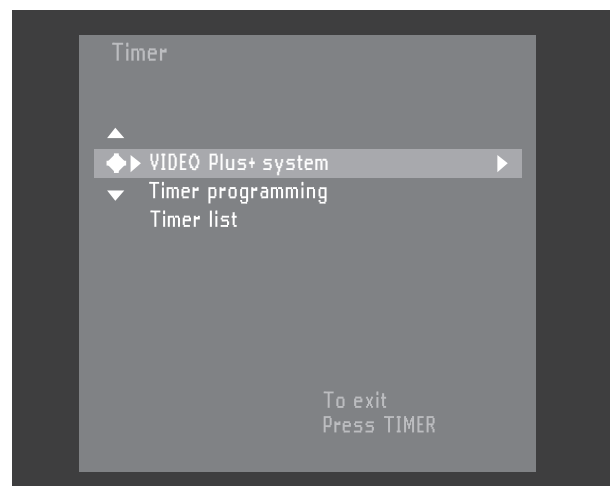 Timer
VIDEO Plus+ system
Timer programming
Timer list
To exit
Press TIMER